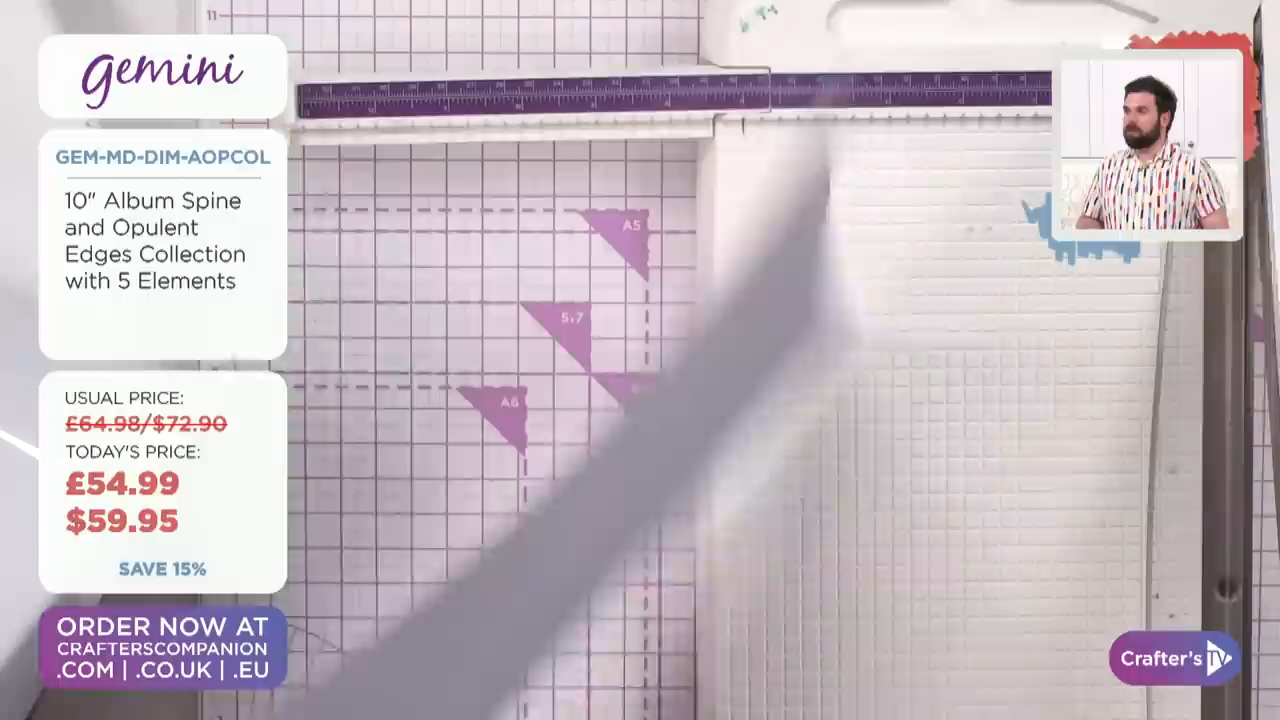 11
gemini
GEM-MD-DIM-AOPCOL
10" Album Spine
and Opulent
Edges Collection
with 5 Elements
USUAL PRICE:
£64.98/$72.90
TODAY'S PRICE:
£54.99
$59.95
SAVE 15%
ORDER NOW AT
CRAFTERSCOMPANION
.COM | .CO.UK | .EU
A5
5x7
A6
Crafter's TV